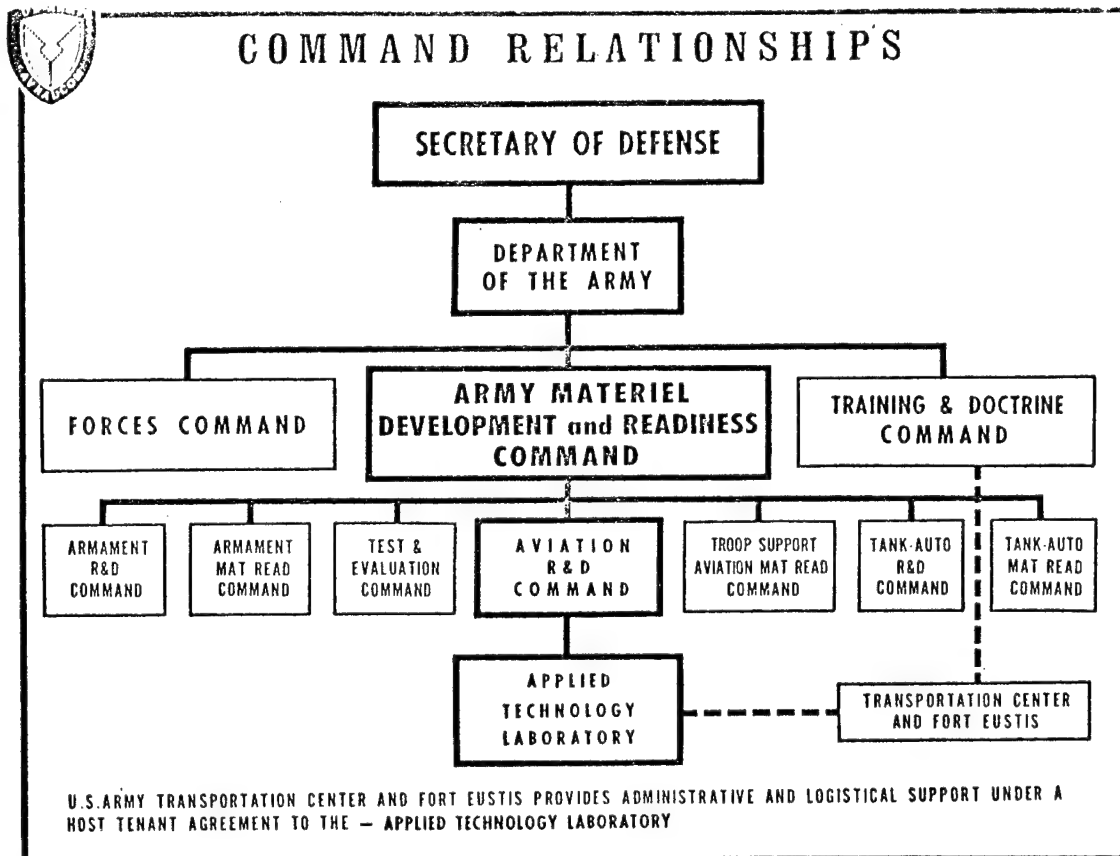 COMMAND RELATIONSHIPS
SECRETARY OF DEFENSE
DEPARTMENT
OF THE ARMY
FORCES COMMAND
ARMY MATERIEL
DEVELOPMENT and READINESS
COMMAND
TRAINING & DOCTRINE
COMMAND
ARMAMENT
R&D
COMMAND
ARMAMENT
MAT READ
COMMAND
TEST &
EVALUATION
COMMAND
AVIATION
R&D
COMMAND
TROOP SUPPORT
AVIATION MAT READ
COMMAND
TANK-AUTO
R&D
COMMAND
TANK-AUTO
MAT READ
COMMAND
APPLIED
TECHNOLOGY
LABORATORY
TRANSPORTATION CENTER
AND FORT EUSTIS
U.S.ARMY TRANSPORTATION CENTER AND FORT EUSTIS PROVIDES ADMINISTRATIVE AND LOGISTICAL SUPPORT UNDER A
HOST TENANT AGREEMENT TO THE — APPLIED TECHNOLOGY LABORATORY